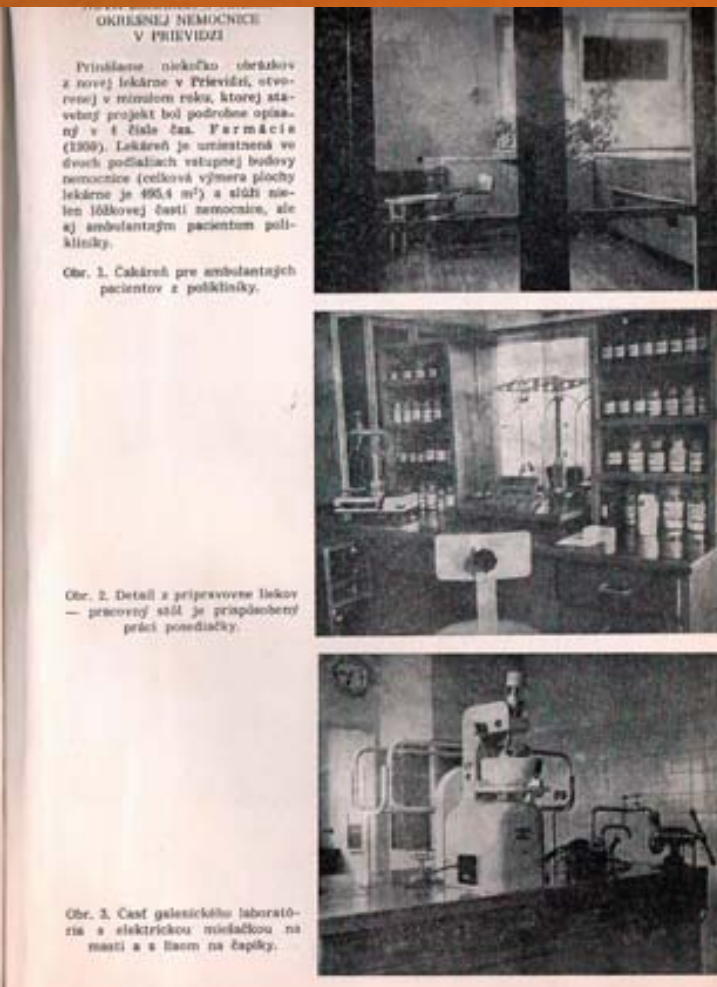 OKRESNEJ NEMOCNICE
V PRIEVIDZI
Prinášame niekoľko obrázkov
z novej lekárne v Prievidzi, otvo-
renej v minulom roku, ktorej sta-
vebný projekt bol podrobne opísa-
ný v čísle čas. Farmácia
Lekáreň je umiestnená vo
dvoch podlažiach vstupnej budovy
nemocnice (celková výmera plochy
lekárne je 495,4 m²) a slúži nie-
len lôžkovej časti nemocnice, ale
aj ambulantným pacientom poli-
kliniky.
Obr. 1. Čakáreň pre ambulantných
pacientov z polikliniky.
Obr. 2. Detail z prípravovne liekov
— pracovný stôl je prispôsobený
práci posediačky.
Obr. 3. Časť galenického laborató-
ria s elektrickou miešačkou na
masti a s lisom na čapíky.